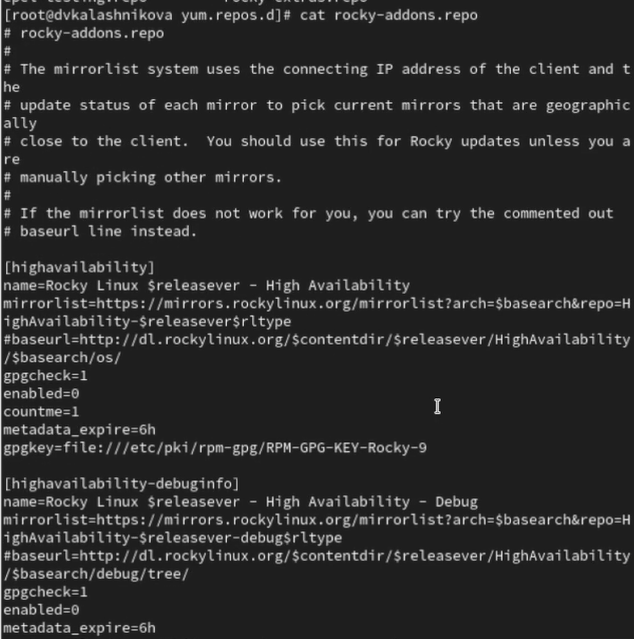 [root@dvkalashnikova yum.repos.d]# cat rocky-addons.repo
# rocky-addons.repo
#
# The mirrorlist system uses the connecting IP address of the client and t
he
# update status of each mirror to pick current mirrors that are geographic
ally
# close to the client.  You should use this for Rocky updates unless you a
re
# manually picking other mirrors.
#
# If the mirrorlist does not work for you, you can try the commented out
# baseurl line instead.

[highavailability]
name=Rocky Linux $releasever - High Availability
mirrorlist=https://mirrors.rockylinux.org/mirrorlist?arch=$basearch&repo=H
ighAvailability-$releasever$rltype
#baseurl=http://dl.rockylinux.org/$contentdir/$releasever/HighAvailability
/$basearch/os/
gpgcheck=1
enabled=0
countme=1
metadata_expire=6h
gpgkey=file:///etc/pki/rpm-gpg/RPM-GPG-KEY-Rocky-9

[highavailability-debuginfo]
name=Rocky Linux $releasever - High Availability - Debug
mirrorlist=https://mirrors.rockylinux.org/mirrorlist?arch=$basearch&repo=H
ighAvailability-$releasever-debug$rltype
#baseurl=http://dl.rockylinux.org/$contentdir/$releasever/HighAvailability
/$basearch/debug/tree/
gpgcheck=1
enabled=0
metadata_expire=6h